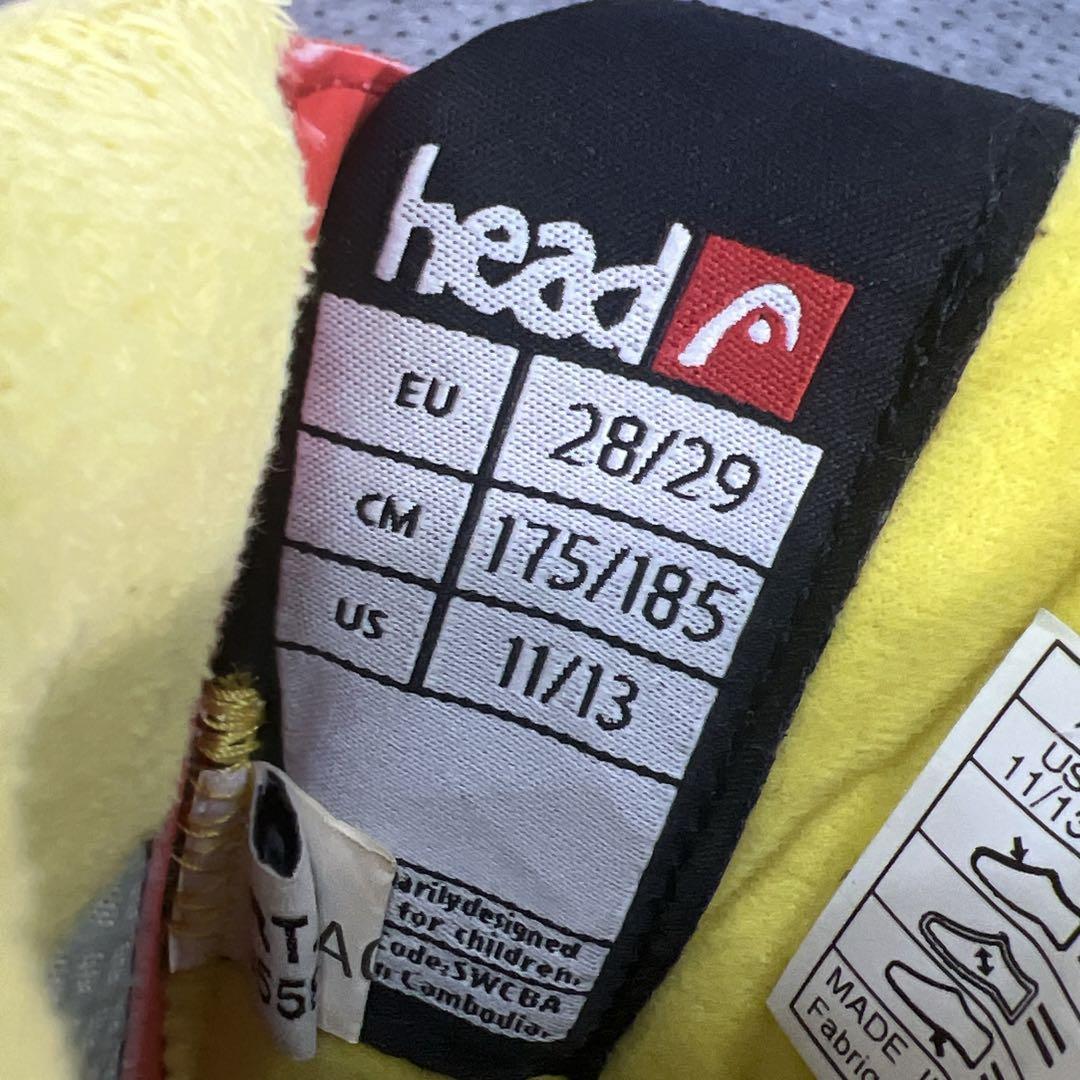 head
EU 28/29
CM 175/185
US 11/13
designed
for children.
Code:SWCBA
Cambodia.
US
11/13
MADE